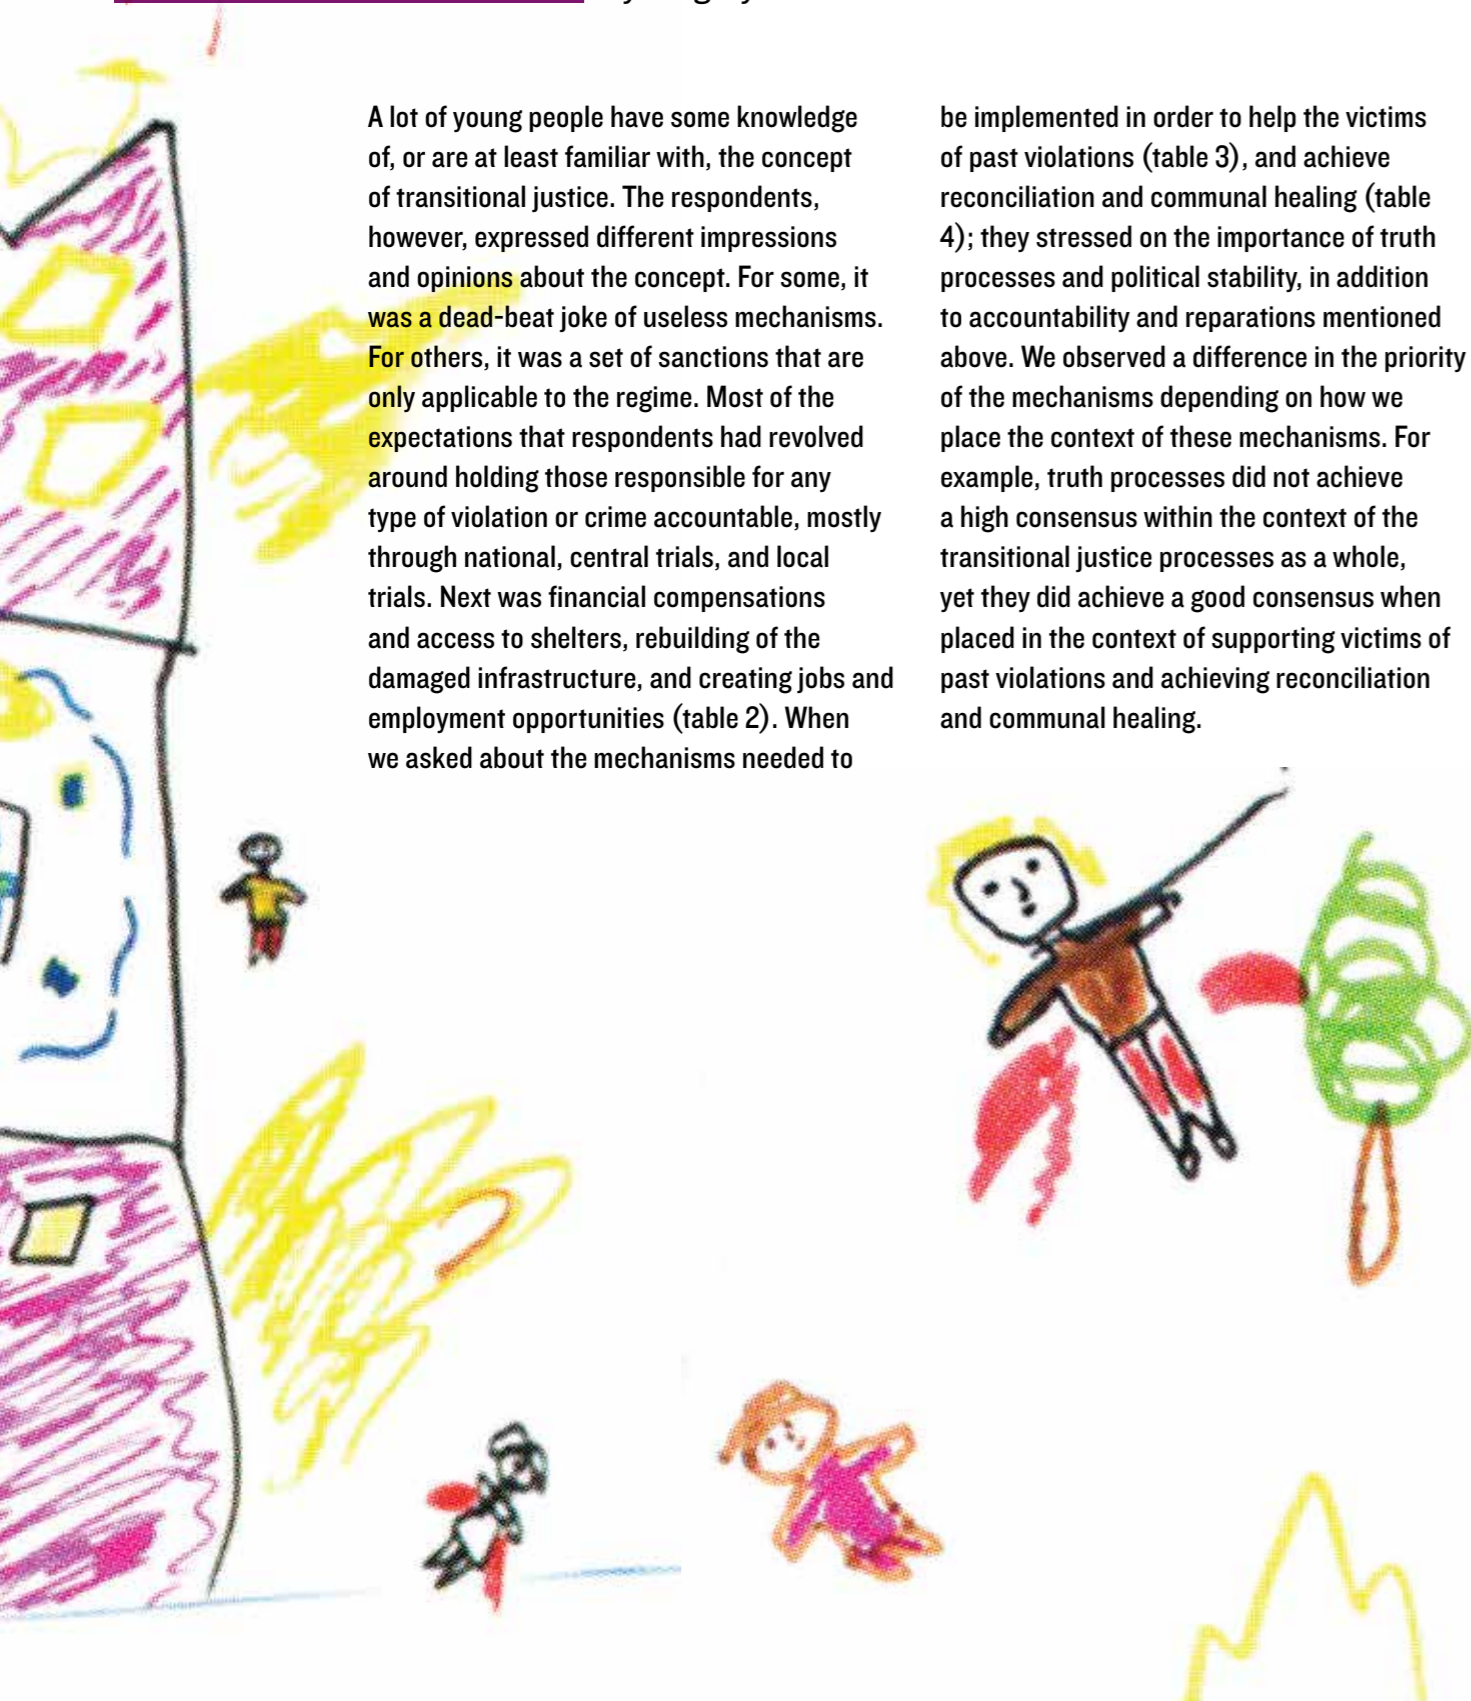 A lot of young people have some knowledge
of, or are at least familiar with, the concept
of transitional justice. The respondents,
however, expressed different impressions
and opinions about the concept. For some, it
was a dead-beat joke of useless mechanisms.
For others, it was a set of sanctions that are
only applicable to the regime. Most of the
expectations that respondents had revolved
around holding those responsible for any
type of violation or crime accountable, mostly
through national, central trials, and local
trials. Next was financial compensations
and access to shelters, rebuilding of the
damaged infrastructure, and creating jobs and
employment opportunities (table 2). When
we asked about the mechanisms needed to
be implemented in order to help the victims
of past violations (table 3), and achieve
reconciliation and communal healing (table
4); they stressed on the importance of truth
processes and political stability, in addition
to accountability and reparations mentioned
above. We observed a difference in the priority
of the mechanisms depending on how we
place the context of these mechanisms. For
example, truth processes did not achieve
a high consensus within the context of the
transitional justice processes as a whole,
yet they did achieve a good consensus when
placed in the context of supporting victims of
past violations and achieving reconciliation
and communal healing.